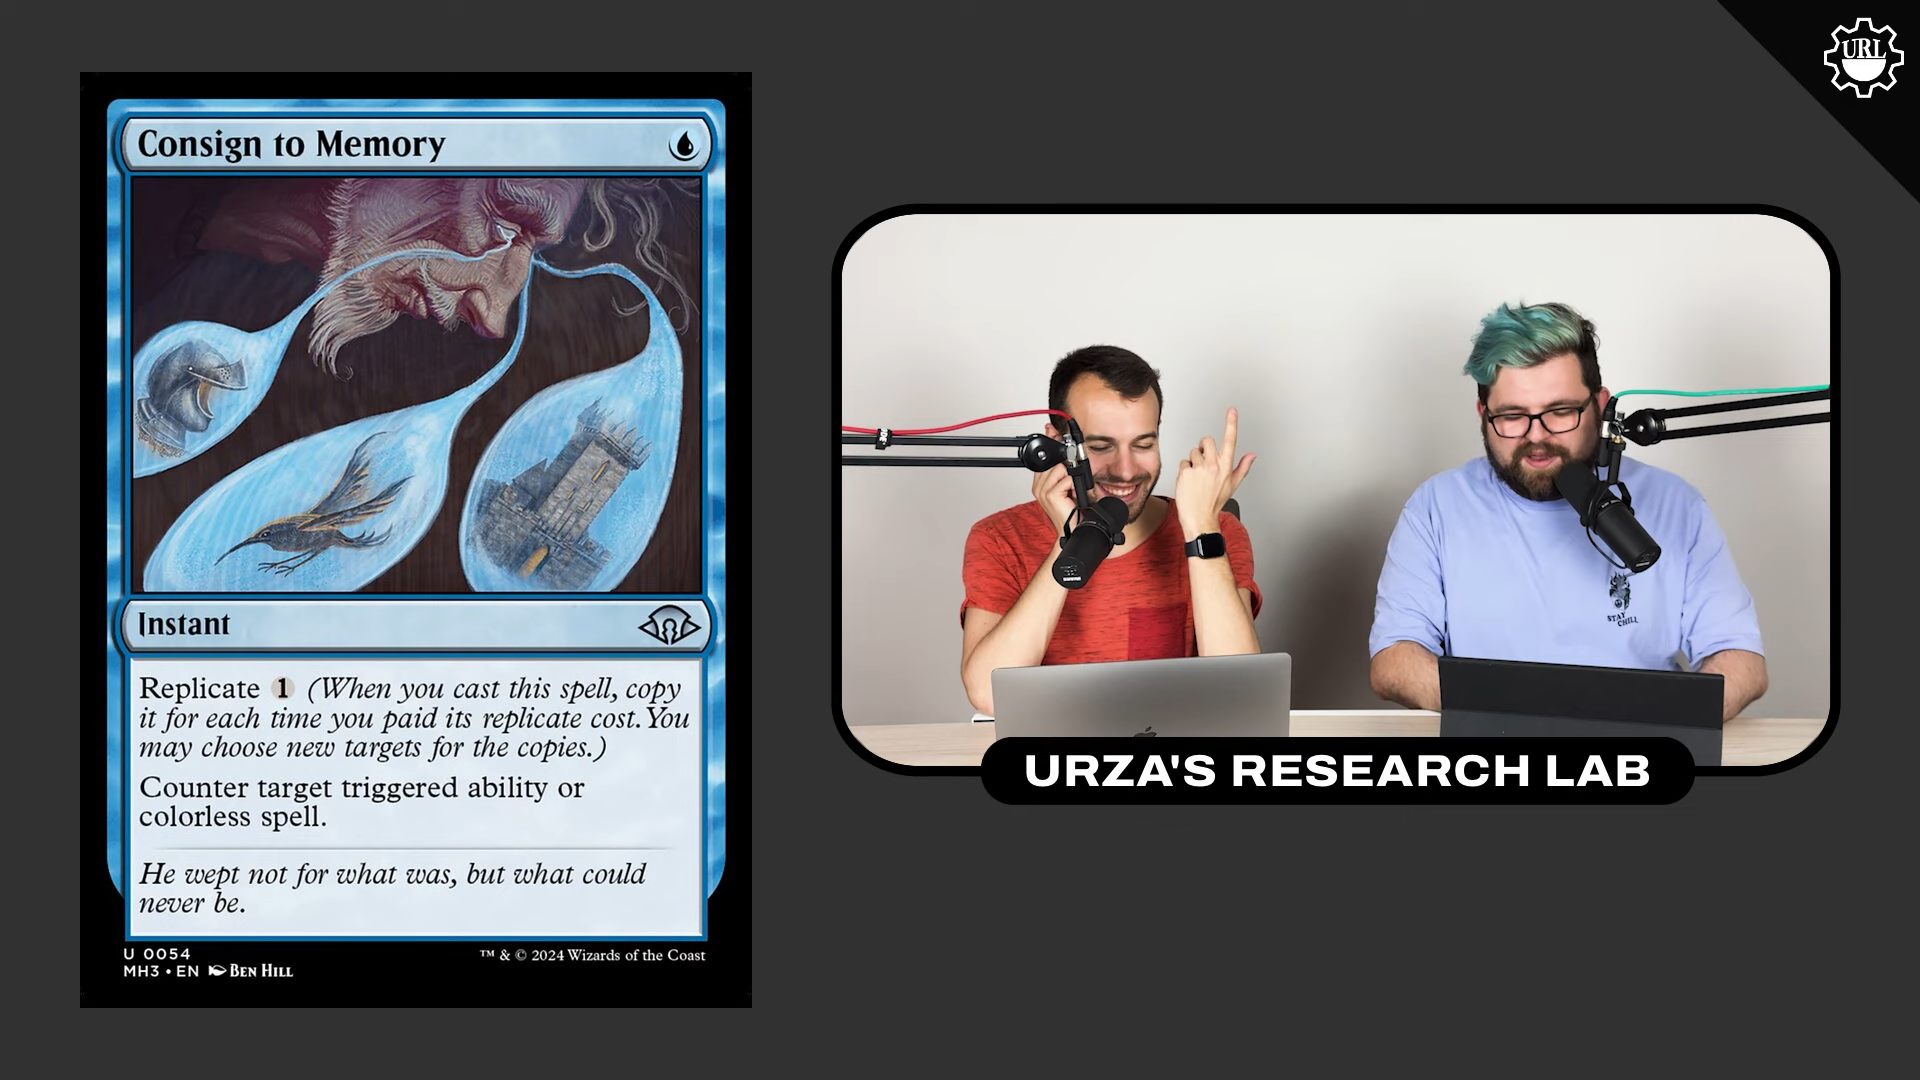 URL
Consign to Memory
Instant
Replicate 1 (When you cast this spell, copy
it for each time you paid its replicate cost. You
may choose new targets for the copies.)
Counter target triggered ability or
colorless spell.
He wept not for what was, but what could
never be.
U 0054
MH3 • EN BEN HILL
™ & © 2024 Wizards of the Coast
STAY
CHILL
URZA'S RESEARCH LAB